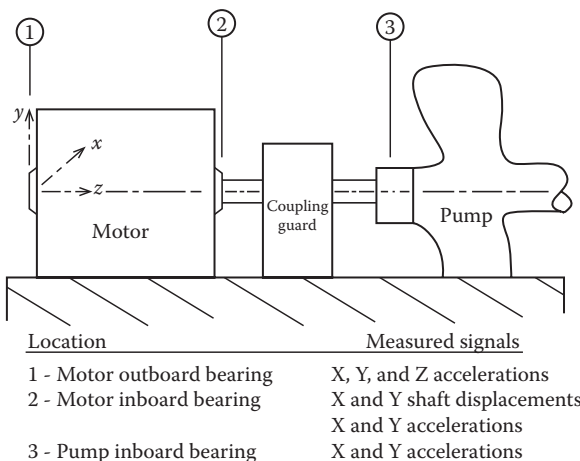 1 2 3
y
x
z
Motor
Coupling
guard
Pump
Location Measured signals
1 - Motor outboard bearing X, Y, and Z accelerations
2 - Motor inboard bearing X and Y shaft displacements
X and Y accelerations
3 - Pump inboard bearing X and Y accelerations